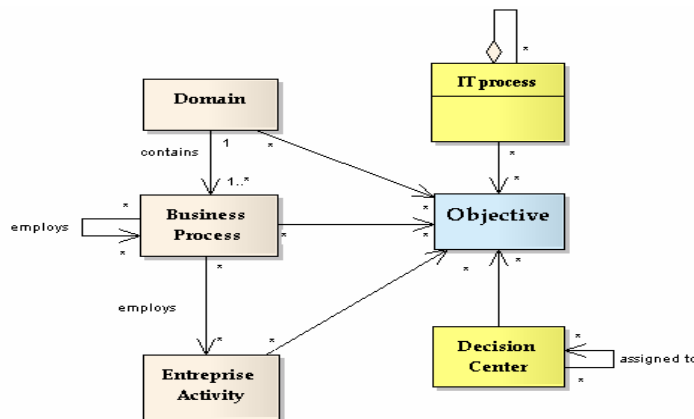 *
IT process
Domain
contains
1
*
*
*
1..*
*
employs
*
Business
Process
*
*
*
Objective
*
employs
*
*
*
*
Entreprise
Activity
Decision
Center
*
*
assigned to